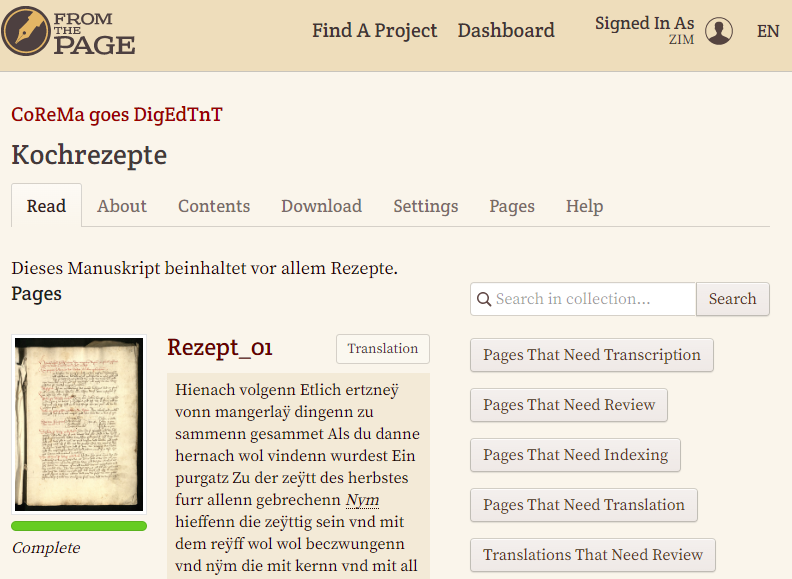 FROM
THE
PAGE
Find A Project
Dashboard
Signed In As
ZIM
EN
CoReMa goes DigEdTnT
Kochrezepte
Read
About
Contents
Download
Settings
Pages
Help
Dieses Manuskript beinhaltet vor allem Rezepte.
Pages
Search in collection...
Search
Rezept_01
Translation
Hienach volgenn Etlich ertzneÿ
vonn mangerlaÿ dingenn zu
sammenn gesammet Als du danne
hernach wol vindenn wurdest Ein
purgatz Zu der zeÿtt des herbstes
furr allenn gebrechenn Nym
hieffenn die zeÿttig sein vnd mit
dem reÿff wol wol beczwungenn
vnd nÿm die mit kernn vnd mit all
Complete
Pages That Need Transcription
Pages That Need Review
Pages That Need Indexing
Pages That Need Translation
Translations That Need Review